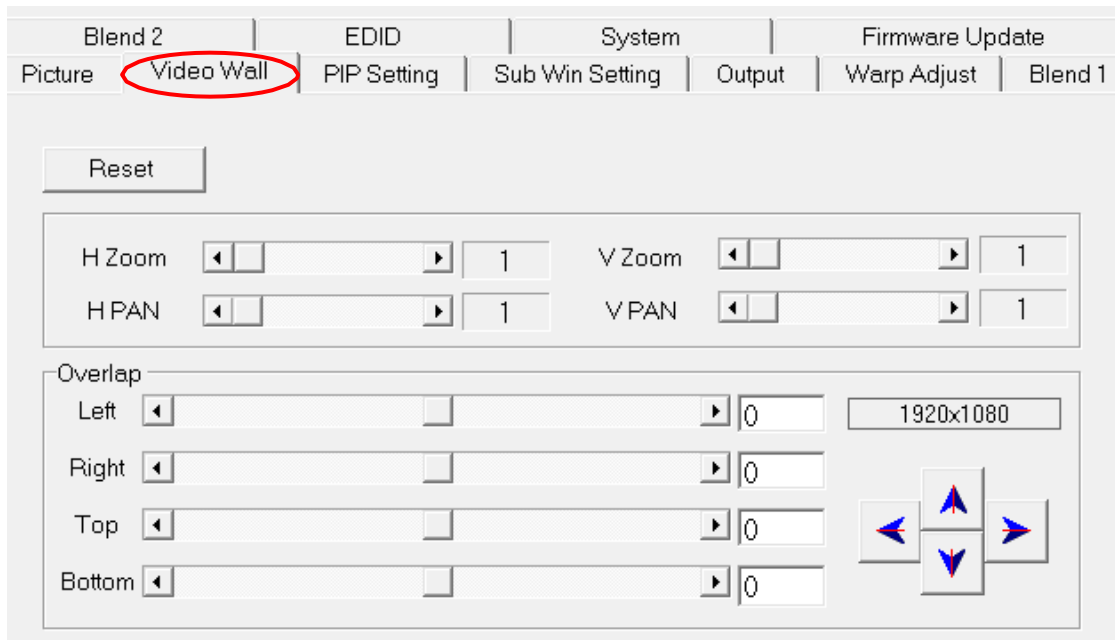 Blend 2 EDID System Firmware Update
Picture Video Wall PIP Setting Sub Win Setting Output Warp Adjust Blend 1
Reset
H Zoom 1 V Zoom 1
H PAN 1 V PAN 1
Overlap
Left 0 1920x1080
Right 0
Top 0
Bottom 0